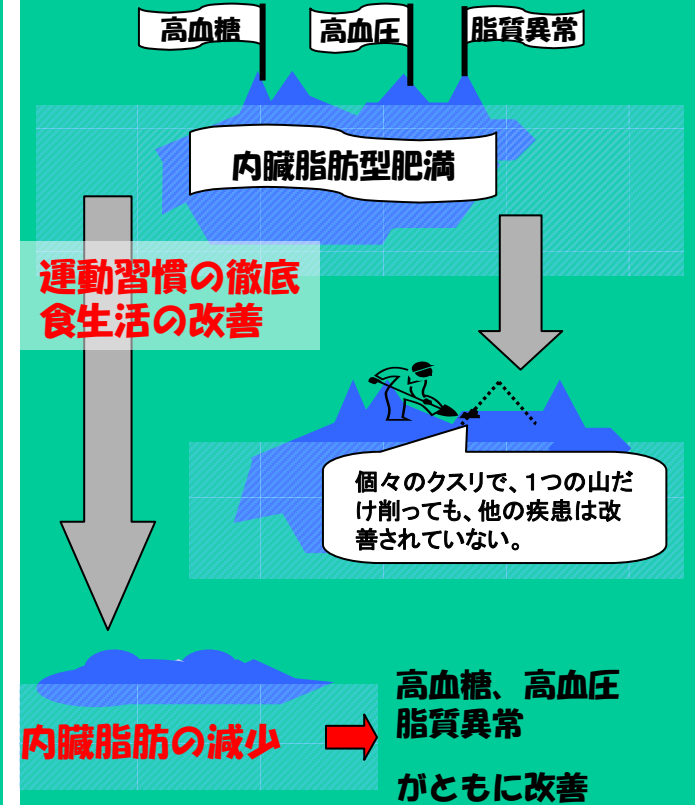 高血糖
高血圧
脂質異常
内臓脂肪型肥満
運動習慣の徹底
食生活の改善
個々のクスリで、１つの山だ
け削っても、他の疾患は改
善されていない。
内臓脂肪の減少
高血糖、高血圧
脂質異常
がともに改善